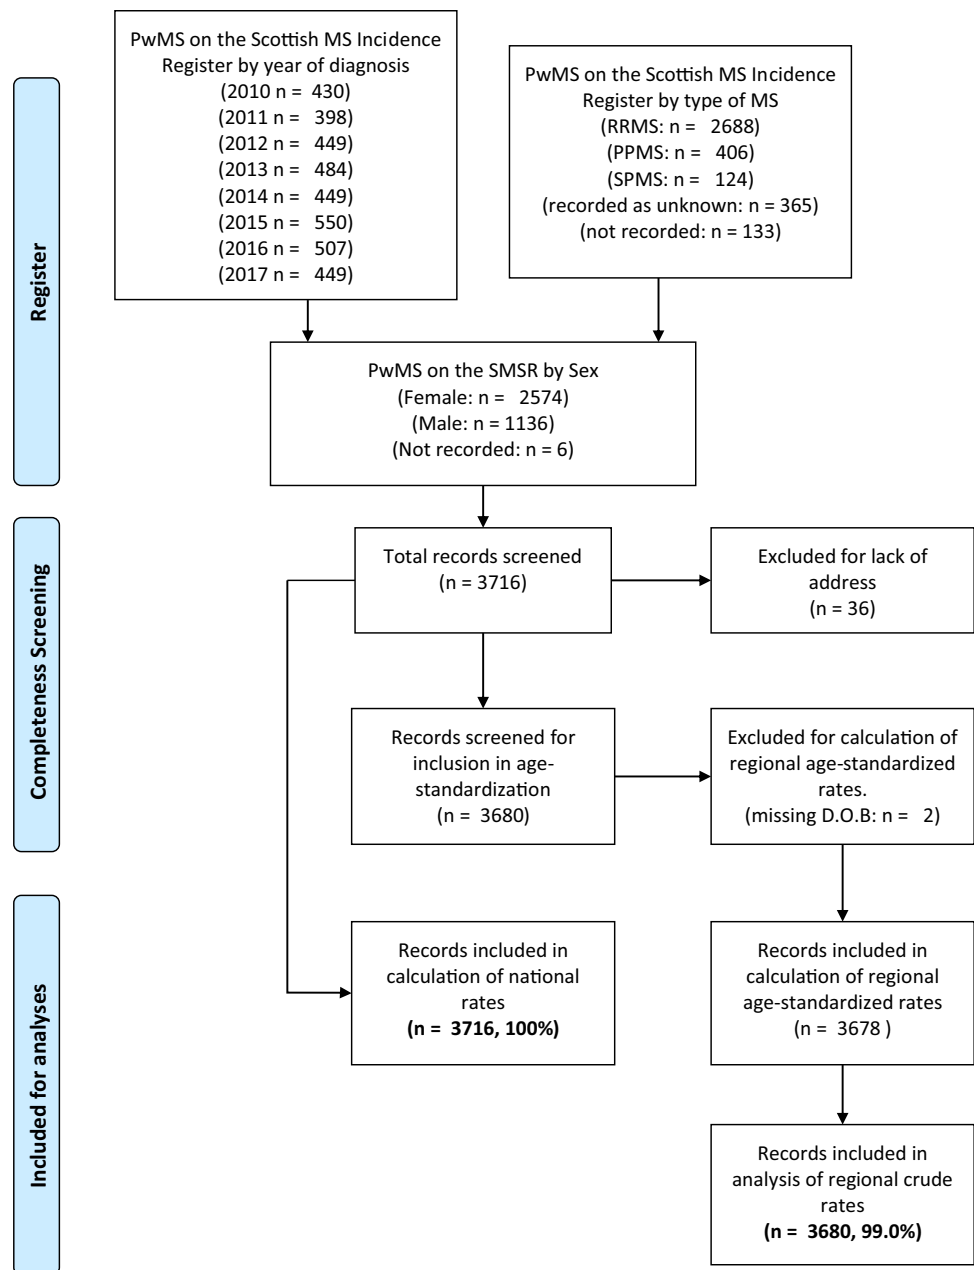 PwMS on the Scottish MS Incidence
Register by year of diagnosis
(2010 n = 430)
(2011 n = 398)
(2012 n = 449)
(2013 n = 484)
(2014 n = 449)
(2015 n = 550)
(2016 n = 507)
(2017 n = 449)
PwMS on the Scottish MS Incidence
Register by type of MS
(RRMS: n = 2688)
(PPMS: n = 406)
(SPMS: n = 124)
(recorded as unknown: n = 365)
(not recorded: n = 133)
Register
PwMS on the SMSR by Sex
(Female: n = 2574)
(Male: n = 1136)
(Not recorded: n = 6)
Completeness Screening
Total records screened
(n = 3716)
Excluded for lack of
address
(n = 36)
Records screened for
inclusion in age-
standardization
(n = 3680)
Excluded for calculation of
regional age-standardized
rates.
(missing D.O.B: n = 2)
Included for analyses
Records included in
calculation of national
rates
(n = 3716, 100%)
Records included in
calculation of regional
age-standardized rates
(n = 3678 )
Records included in
analysis of regional crude
rates
(n = 3680, 99.0%)